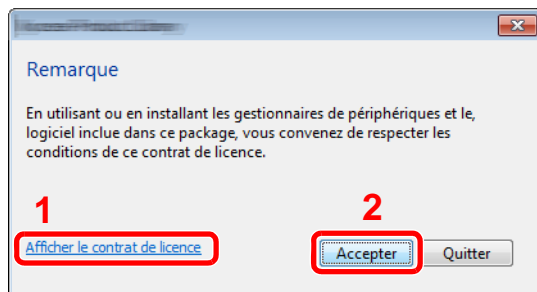 Remarque
En utilisant ou en installant les gestionnaires de périphériques et le,
logiciel inclue dans ce package, vous convenez de respecter les
conditions de ce contrat de licence.
1
2
Afficher le contrat de licence
Accepter
Quitter